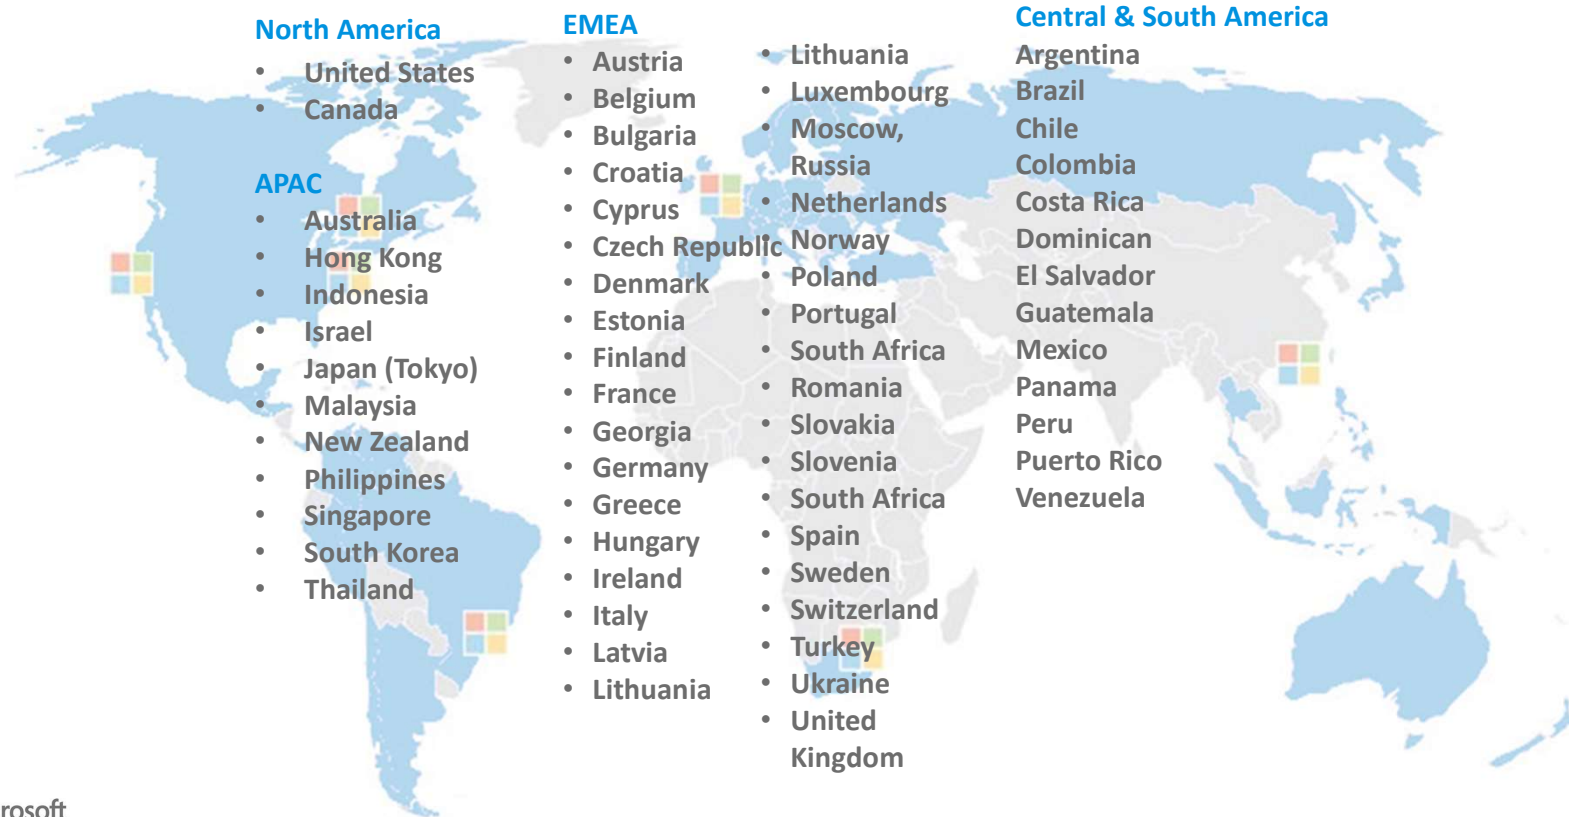 North America
• United States
• Canada
APAC
• Australia
• Hong Kong
• Indonesia
• Israel
• Japan (Tokyo)
• Malaysia
• New Zealand
• Philippines
• Singapore
• South Korea
• Thailand
EMEA
• Austria
• Belgium
• Bulgaria
• Croatia
• Cyprus
• Czech Republic
• Denmark
• Estonia
• Finland
• France
• Georgia
• Germany
• Greece
• Hungary
• Ireland
• Italy
• Latvia
• Lithuania
• Lithuania
• Luxembourg
• Moscow,
Russia
• Netherlands
• Norway
• Poland
• Portugal
• South Africa
• Romania
• Slovakia
• Slovenia
• South Africa
• Spain
• Sweden
• Switzerland
• Turkey
• Ukraine
• United
Kingdom
Central & South America
Argentina
Brazil
Chile
Colombia
Costa Rica
Dominican
El Salvador
Guatemala
Mexico
Panama
Peru
Puerto Rico
Venezuela
rosoft